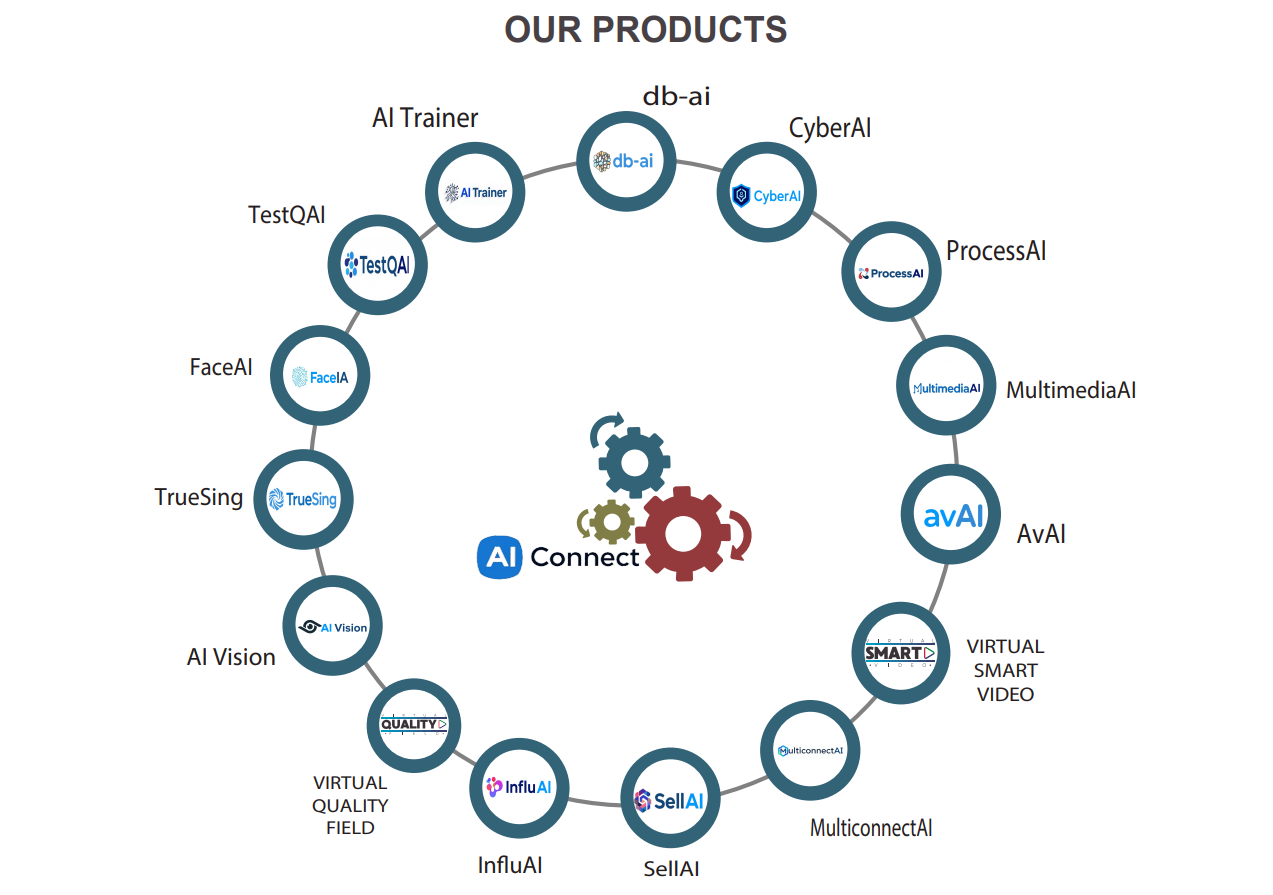 OUR PRODUCTS
db-ai
db-ai
CyberAI
CyberAI
ProcessAI
ProcessAI
MultimediaAI
MultimediaAI
AvAI
avAI
VIRTUAL
SMART
VIDEO
VIRTUAL
SMART
VIDEO
MulticonnectAI
MulticonnectAI
SellAI
SellAI
InfluAI
InfluAI
VIRTUAL
QUALITY
FIELD
VIRTUAL
QUALITY
FIELD
AI Vision
AI Vision
TrueSing
TrueSing
FaceAI
FaceIA
TestQAI
TestQAI
AI Trainer
AI Trainer
AI Connect